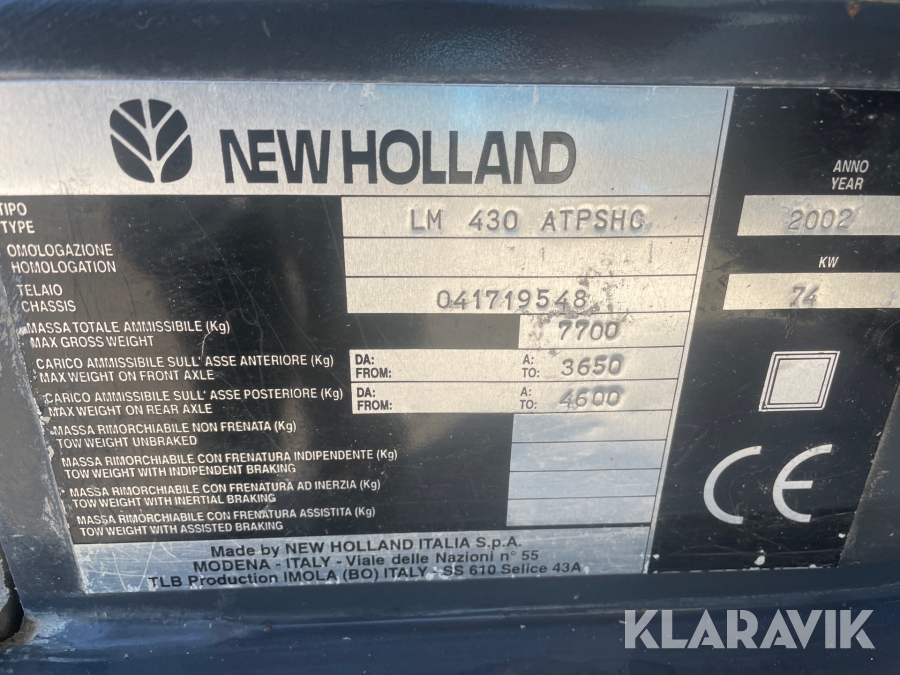 NEW HOLLAND
ANNO
YEAR
TIPO
TYPE
LM 430 ATPSHC
2002
OMOLOGAZIONE
HOMOLOGATION
KW
TELAIO
CHASSIS
041719548
74
MASSA TOTALE AMMISSIBILE (Kg)
MAX GROSS WEIGHT
7700
CARICO AMMISSIBILE SULL' ASSE ANTERIORE (Kg)
MAX WEIGHT ON FRONT AXLE
DA:
FROM:
A:
TO:
3650
CARICO AMMISSIBILE SULL' ASSE POSTERIORE (Kg)
MAX WEIGHT ON REAR AXLE
DA:
FROM:
A:
TO:
4600
MASSA RIMORCHIABILE NON FRENATA (Kg)
TOW WEIGHT UNBRAKED
MASSA RIMORCHIABILE CON FRENATURA INDIPENDENTE (Kg)
TOW WEIGHT WITH INDIPENDENT BRAKING
MASSA RIMORCHIABILE CON FRENATURA AD INERZIA (Kg)
TOW WEIGHT WITH INERTIAL BRAKING
MASSA RIMORCHIABILE CON FRENATURA ASSISTITA (Kg)
TOW WEIGHT WITH ASSISTED BRAKING
CE
Made by NEW HOLLAND ITALIA S.p.A.
MODENA - ITALY - Viale delle Nazioni n° 55
TLB Production IMOLA (BO) ITALY - SS 610 Selice 43A
KLARAVIK